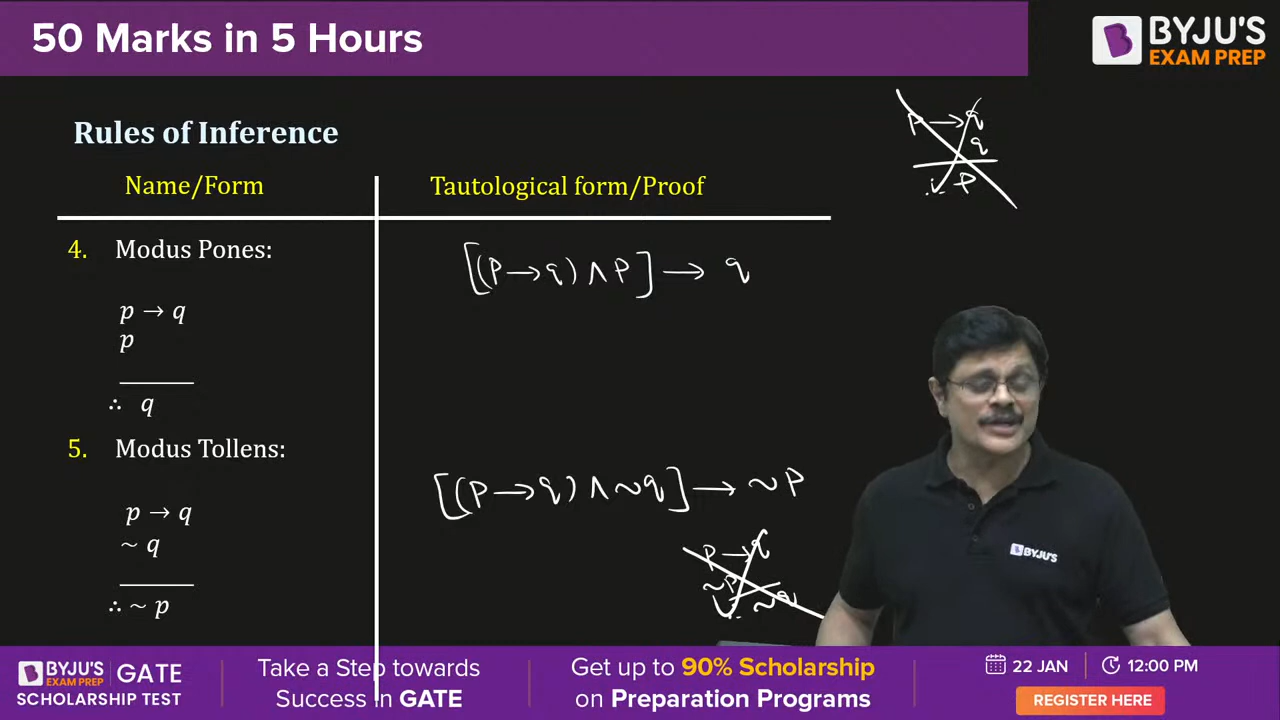 50 Marks in 5 Hours
BYJU'S
EXAM PREP
Rules of Inference
Name/Form
Tautological form/Proof
p → q
q
∴ p
4. Modus Pones:
[(p → q) ∧ p] → q
p → q
p
∴ q
5. Modus Tollens:
[(p → q) ∧ ~q] → ~p
p → q
~ q
∴ ~ p
p → q
~p
∴ ~q
BYJU'S
BYJU'S
EXAM PREP
GATE
SCHOLARSHIP TEST
Take a Step towards
Success in GATE
Get up to 90% Scholarship
on Preparation Programs
22 JAN
12:00 PM
REGISTER HERE